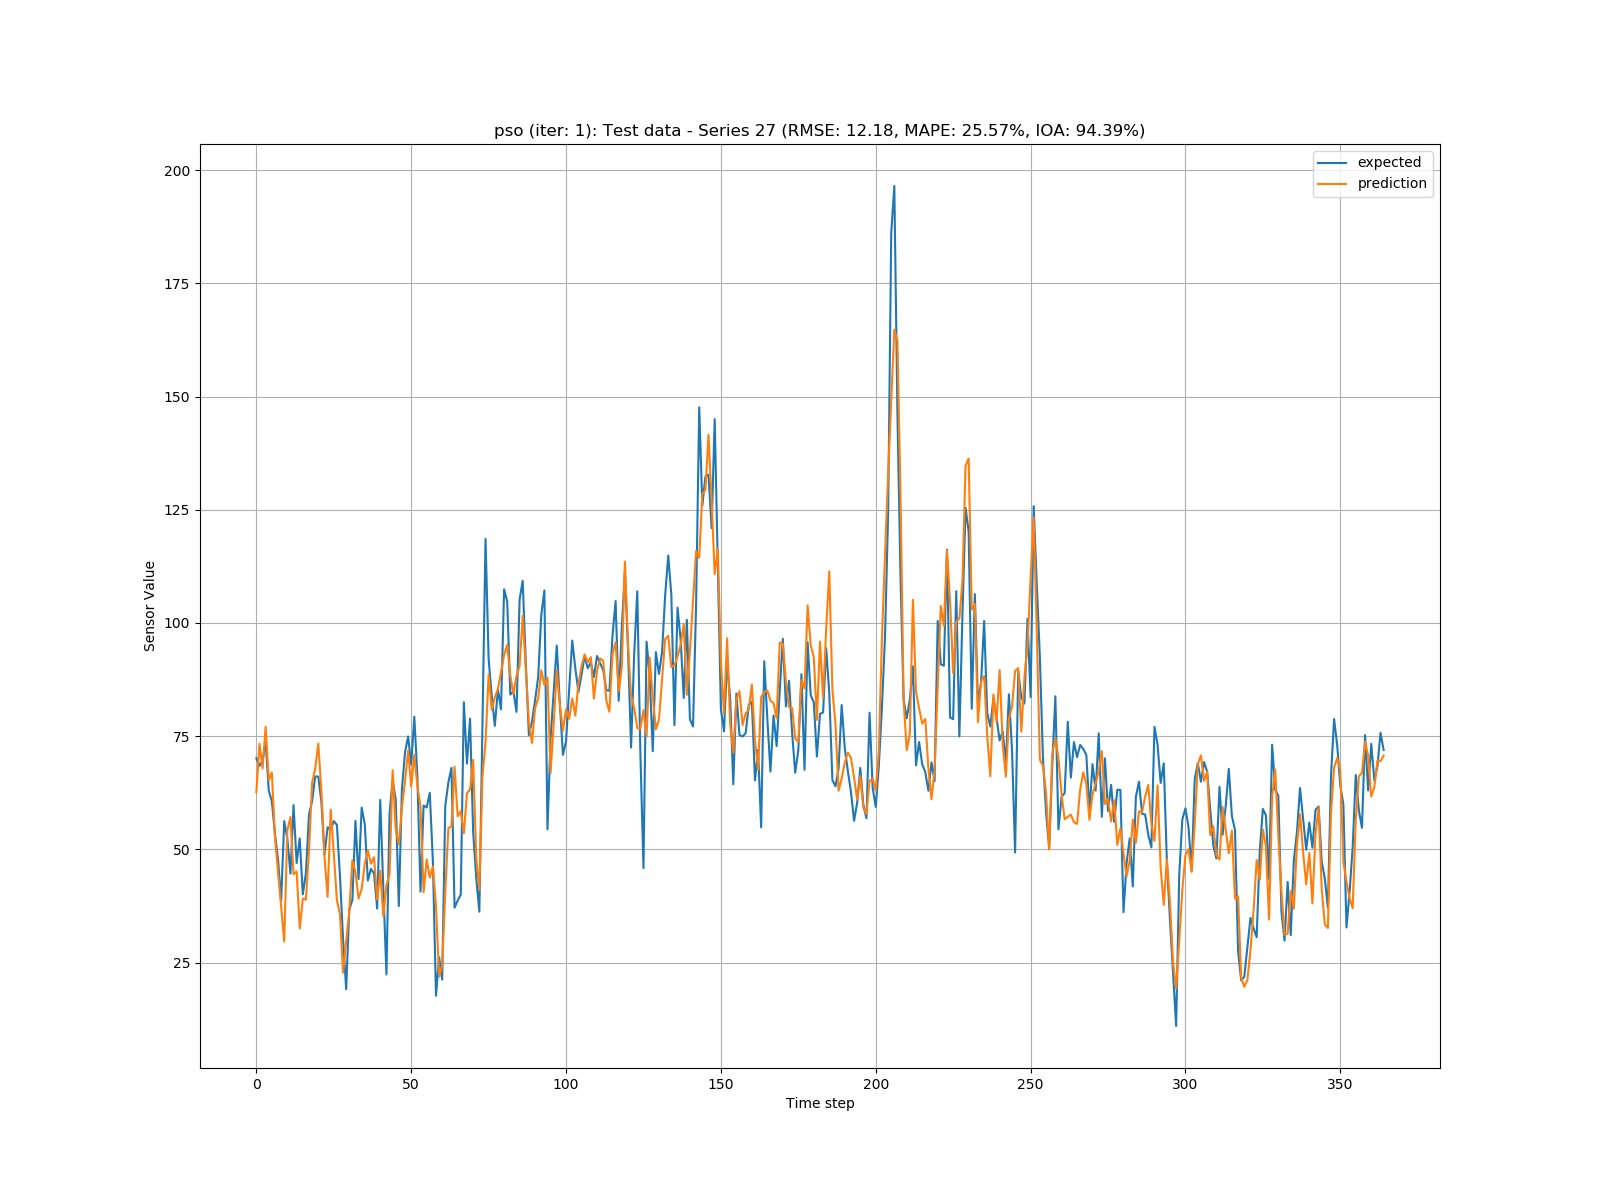 pso (iter: 1): Test data - Series 27 (RMSE: 12.18, MAPE: 25.57%, IOA: 94.39%)
expected
prediction
200
175
150
125
100
75
50
25
Sensor Value
0 50 100 150 200 250 300 350
Time step